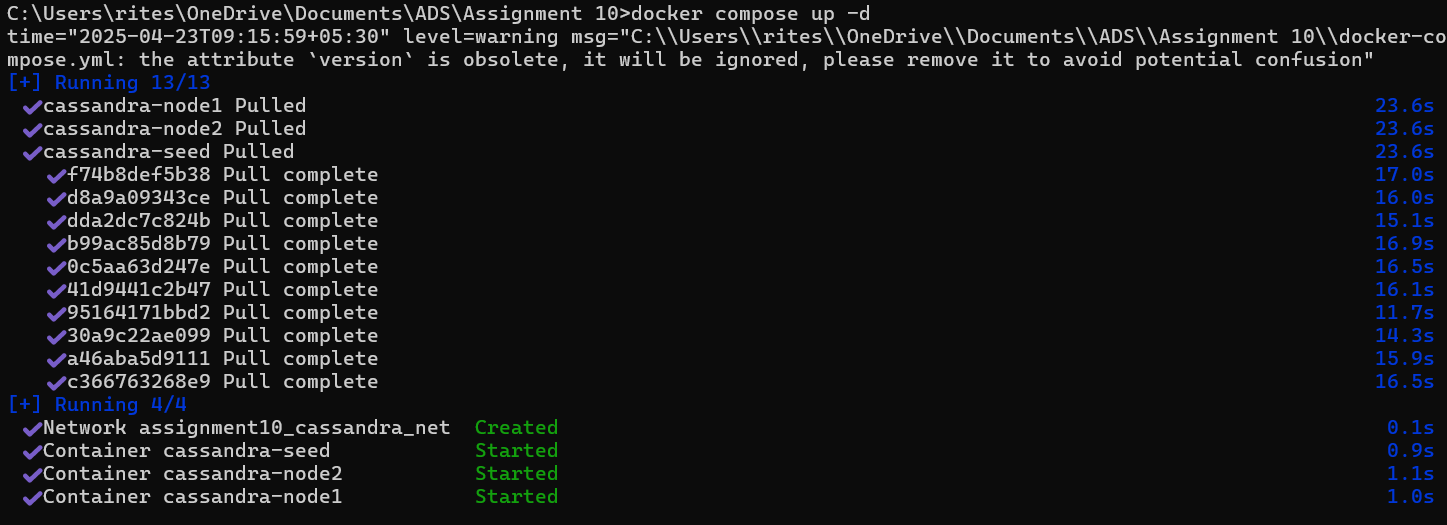 C:\Users\rites\OneDrive\Documents\ADS\Assignment 10>docker compose up -d
time="2025-04-23T09:15:59+05:30" level=warning msg="C:\\Users\\rites\\OneDrive\\Documents\\ADS\\Assignment 10\\docker-co
mpose.yml: the attribute `version` is obsolete, it will be ignored, please remove it to avoid potential confusion"
[+] Running 13/13
✔cassandra-node1 Pulled 23.6s
✔cassandra-node2 Pulled 23.6s
✔cassandra-seed Pulled 23.6s
✔f74b8def5b38 Pull complete 17.0s
✔d8a9a09343ce Pull complete 16.0s
✔dda2dc7c824b Pull complete 15.1s
✔b99ac85d8b79 Pull complete 16.9s
✔0c5aa63d247e Pull complete 16.5s
✔41d9441c2b47 Pull complete 16.1s
✔95164171bbd2 Pull complete 11.7s
✔30a9c22ae099 Pull complete 14.3s
✔a46aba5d9111 Pull complete 15.9s
✔c366763268e9 Pull complete 16.5s
[+] Running 4/4
✔Network assignment10_cassandra_net Created 0.1s
✔Container cassandra-seed Started 0.9s
✔Container cassandra-node2 Started 1.1s
✔Container cassandra-node1 Started 1.0s